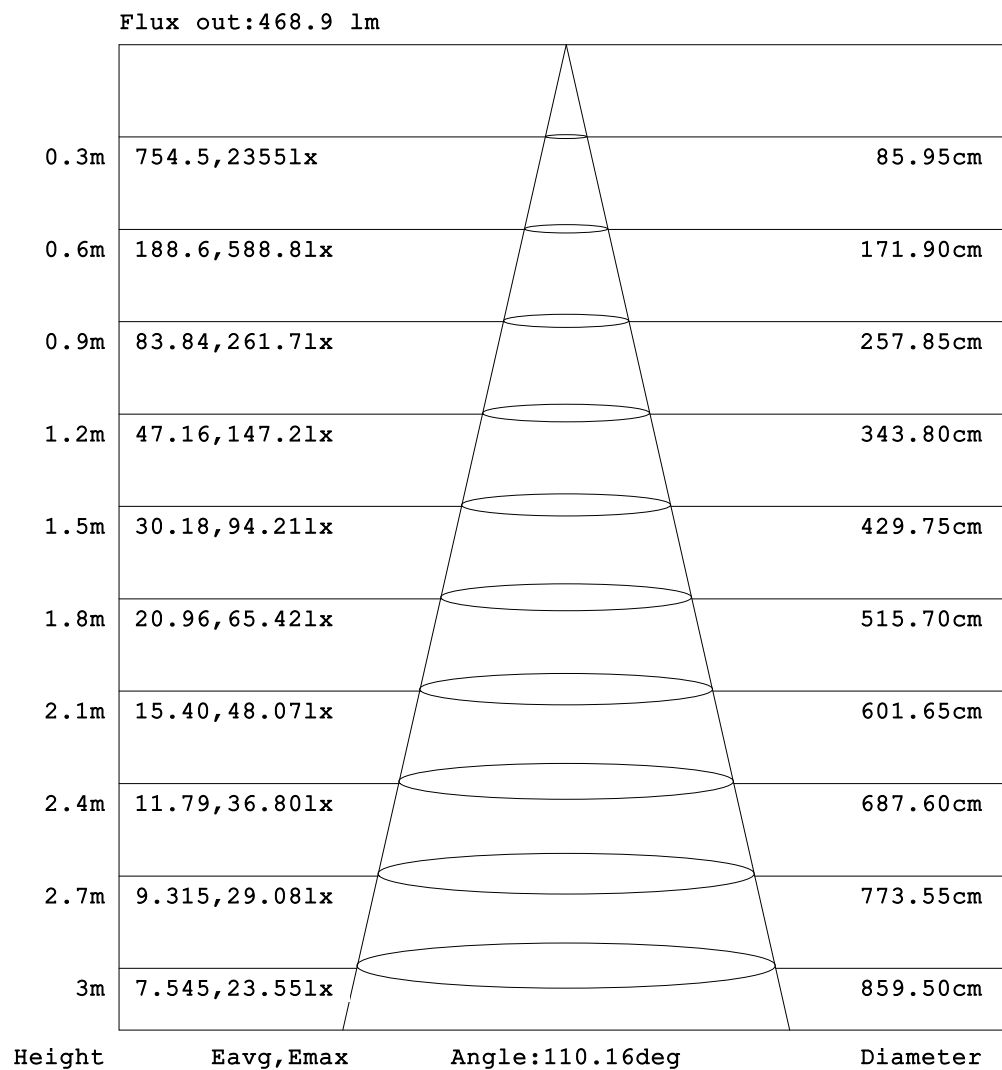 Flux out:468.9 lm
0.3m 754.5,2355lx 85.95cm
0.6m 188.6,588.8lx 171.90cm
0.9m 83.84,261.7lx 257.85cm
1.2m 47.16,147.2lx 343.80cm
1.5m 30.18,94.21lx 429.75cm
1.8m 20.96,65.42lx 515.70cm
2.1m 15.40,48.07lx 601.65cm
2.4m 11.79,36.80lx 687.60cm
2.7m 9.315,29.08lx 773.55cm
3m 7.545,23.55lx 859.50cm
Height Eavg,Emax Angle:110.16deg Diameter